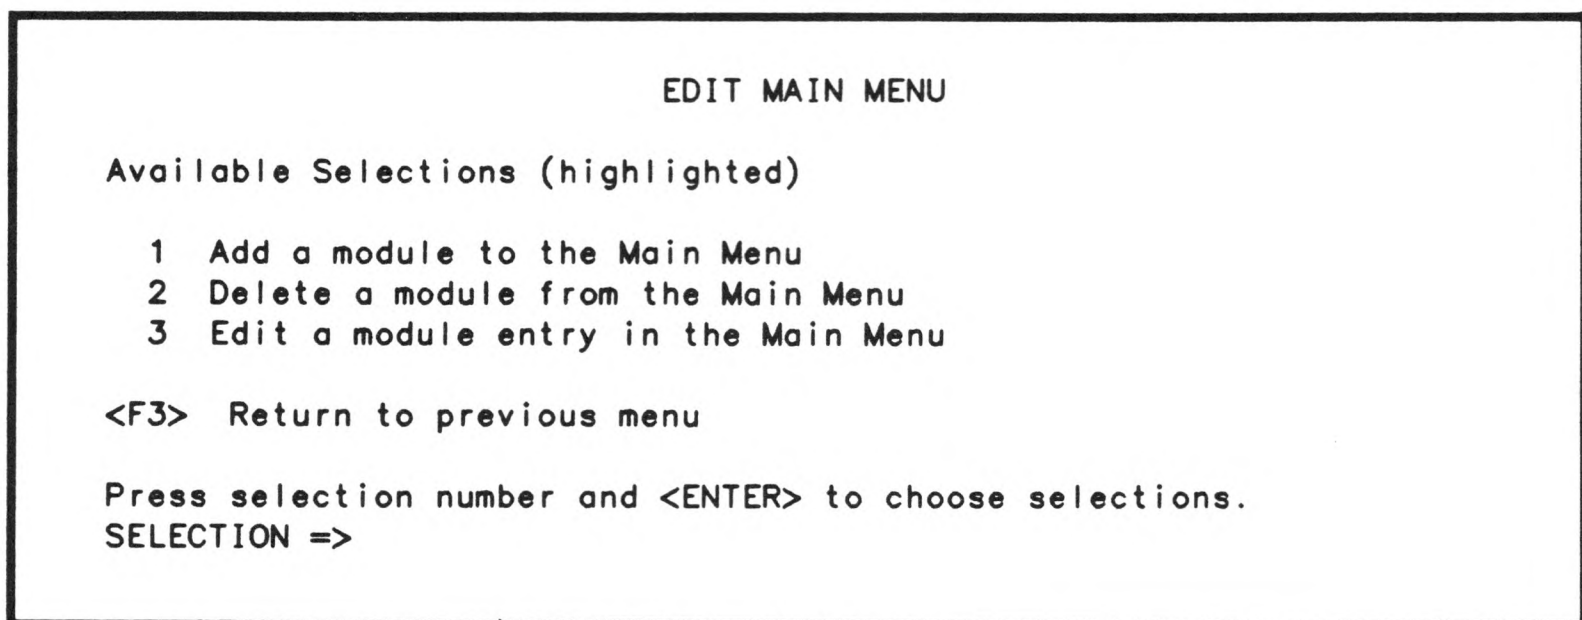 EDIT MAIN MENU
Available Selections (highlighted)
1 Add a module to the Main Menu
2 Delete a module from the Main Menu
3 Edit a module entry in the Main Menu
<F3> Return to previous menu
Press selection number and <ENTER> to choose selections.
SELECTION =>